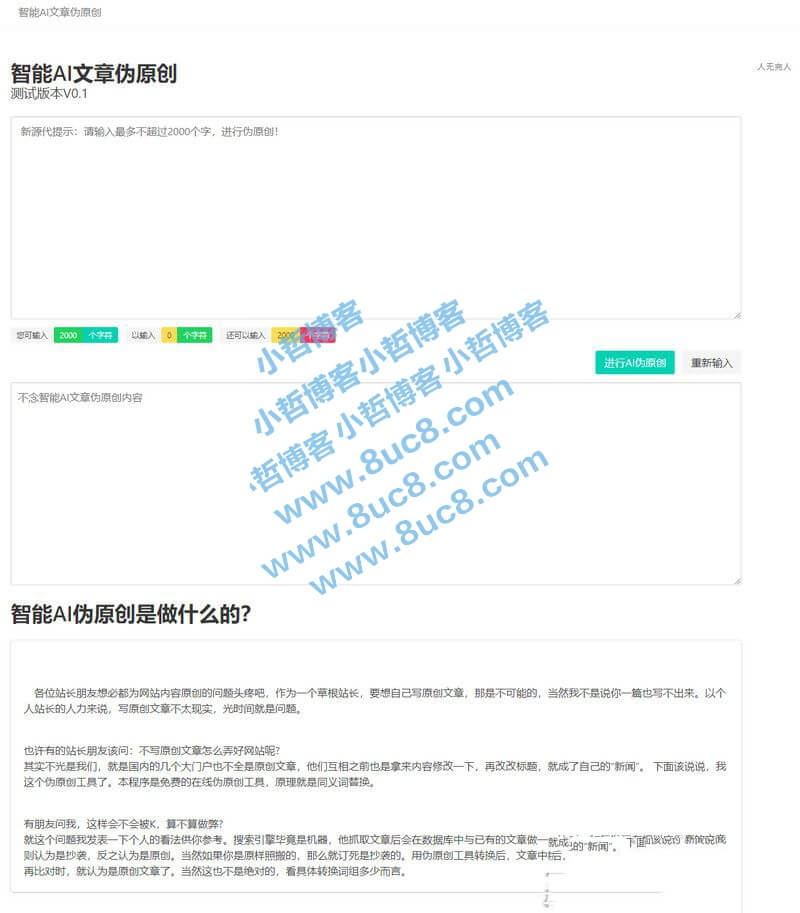 智能AI文章伪原创
智能AI文章伪原创
人无完人
测试版本V0.1
新源代提示：请输入最多不超过2000个字，进行伪原创！
您可输入 2000 个字符 以输入 0 个字符 还可以输入 2000 个字符
进行AI伪原创 重新输入
不念智能AI文章伪原创内容
小哲博客
小哲博客小哲博客
小哲博客小哲博客
www.8uc8.com
www.8uc8.com
www.8uc8.com
智能AI伪原创是做什么的？
各位站长朋友想必都为网站内容原创的问题头疼吧，作为一个草根站长，要想自己写原创文章，那是不可能的，当然我不是说你一篇也写不出来。以个
人站长的人力来说，写原创文章不太现实，光时间就是问题。
也许有的站长朋友该问：不写原创文章怎么弄好网站呢?
其实不光是我们，就是国内的几个大门户也不全是原创文章，他们互相之前也是拿来内容修改一下，再改改标题，就成了自己的“新闻”。 下面该说说，我
这个伪原创工具了。本程序是免费的在线伪原创工具，原理就是同义词替换。
有朋友问我，这样会不会被K，算不算做弊?
就这个问题我发表一下个人的看法供你参考。搜索引擎毕竟是机器，他抓取文章后会在数据库中与已有的文章做一
就成 的“新闻”。 下面
则认为是抄袭，反之认为是原创。当然如果你是原样照搬的，那么就订死是抄袭的。用伪原创工具转换后，文章中
再比对时，就认为是原创文章了。当然这也不是绝对的，看具体转换词组多少而言。